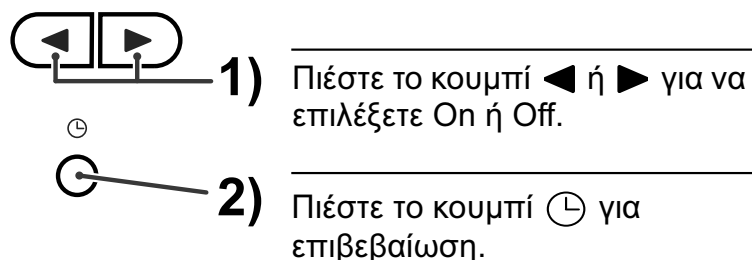 1) Πιέστε το κουμπί ◀ ή ▶ για να
επιλέξετε On ή Off.
2) Πιέστε το κουμπί 🕒 για
επιβεβαίωση.